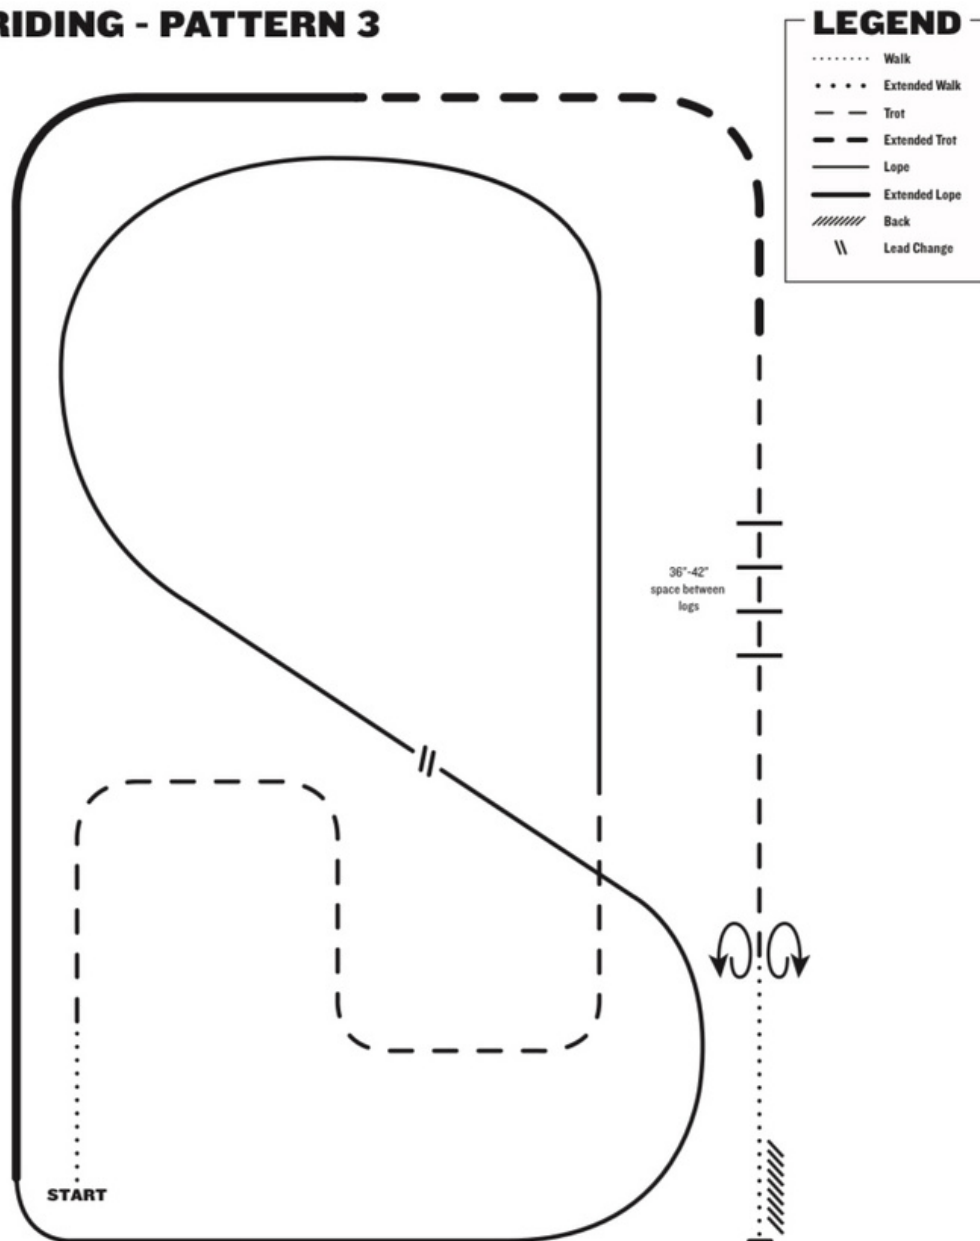 RIDING - PATTERN 3
LEGEND
Walk
Extended Walk
Trot
Extended Trot
Lope
Extended Lope
Back
Lead Change
36"-42"
space between
logs
START